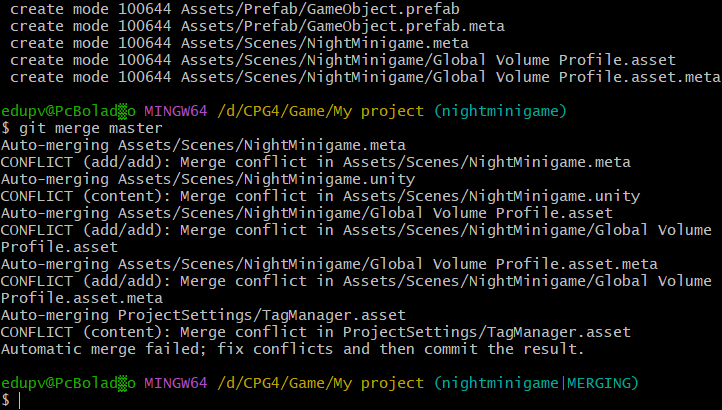 create mode 100644 Assets/Prefab/GameObject.prefab
create mode 100644 Assets/Prefab/GameObject.prefab.meta
create mode 100644 Assets/Scenes/NightMinigame.meta
create mode 100644 Assets/Scenes/NightMinigame/Global Volume Profile.asset
create mode 100644 Assets/Scenes/NightMinigame/Global Volume Profile.asset.meta
edupv@PcBolad▒o MINGW64 /d/CPG4/Game/My project (nightminigame)
$ git merge master
Auto-merging Assets/Scenes/NightMinigame.meta
CONFLICT (add/add): Merge conflict in Assets/Scenes/NightMinigame.meta
Auto-merging Assets/Scenes/NightMinigame.unity
CONFLICT (content): Merge conflict in Assets/Scenes/NightMinigame.unity
Auto-merging Assets/Scenes/NightMinigame/Global Volume Profile.asset
CONFLICT (add/add): Merge conflict in Assets/Scenes/NightMinigame/Global Volume
Profile.asset
Auto-merging Assets/Scenes/NightMinigame/Global Volume Profile.asset.meta
CONFLICT (add/add): Merge conflict in Assets/Scenes/NightMinigame/Global Volume
Profile.asset.meta
Auto-merging ProjectSettings/TagManager.asset
CONFLICT (content): Merge conflict in ProjectSettings/TagManager.asset
Automatic merge failed; fix conflicts and then commit the result.
edupv@PcBolad▒o MINGW64 /d/CPG4/Game/My project (nightminigame|MERGING)
$